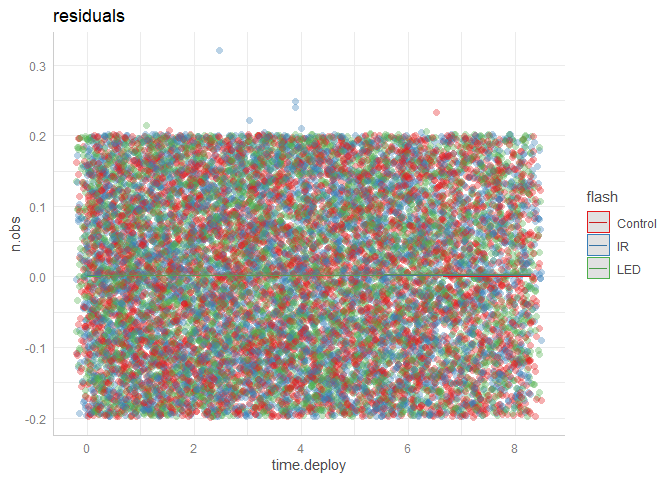 residuals
0.3
0.2
0.1
0.0
-0.1
-0.2
n.obs
0
2
4
6
8
time.deploy
flash
Control
IR
LED